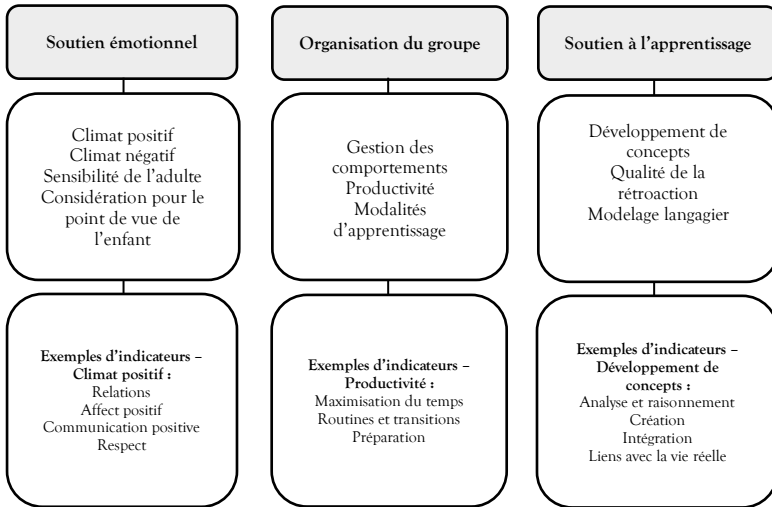 Soutien émotionnel
Climat positif
Climat négatif
Sensibilité de l'adulte
Considération pour le
point de vue de
l'enfant
Exemples d'indicateurs –
Climat positif :
Relations
Affect positif
Communication positive
Respect
Organisation du groupe
Gestion des
comportements
Productivité
Modalités
d'apprentissage
Exemples d'indicateurs –
Productivité :
Maximisation du temps
Routines et transitions
Préparation
Soutien à l'apprentissage
Développement de
concepts
Qualité de la
rétroaction
Modelage langagier
Exemples d'indicateurs –
Développement de
concepts :
Analyse et raisonnement
Création
Intégration
Liens avec la vie réelle